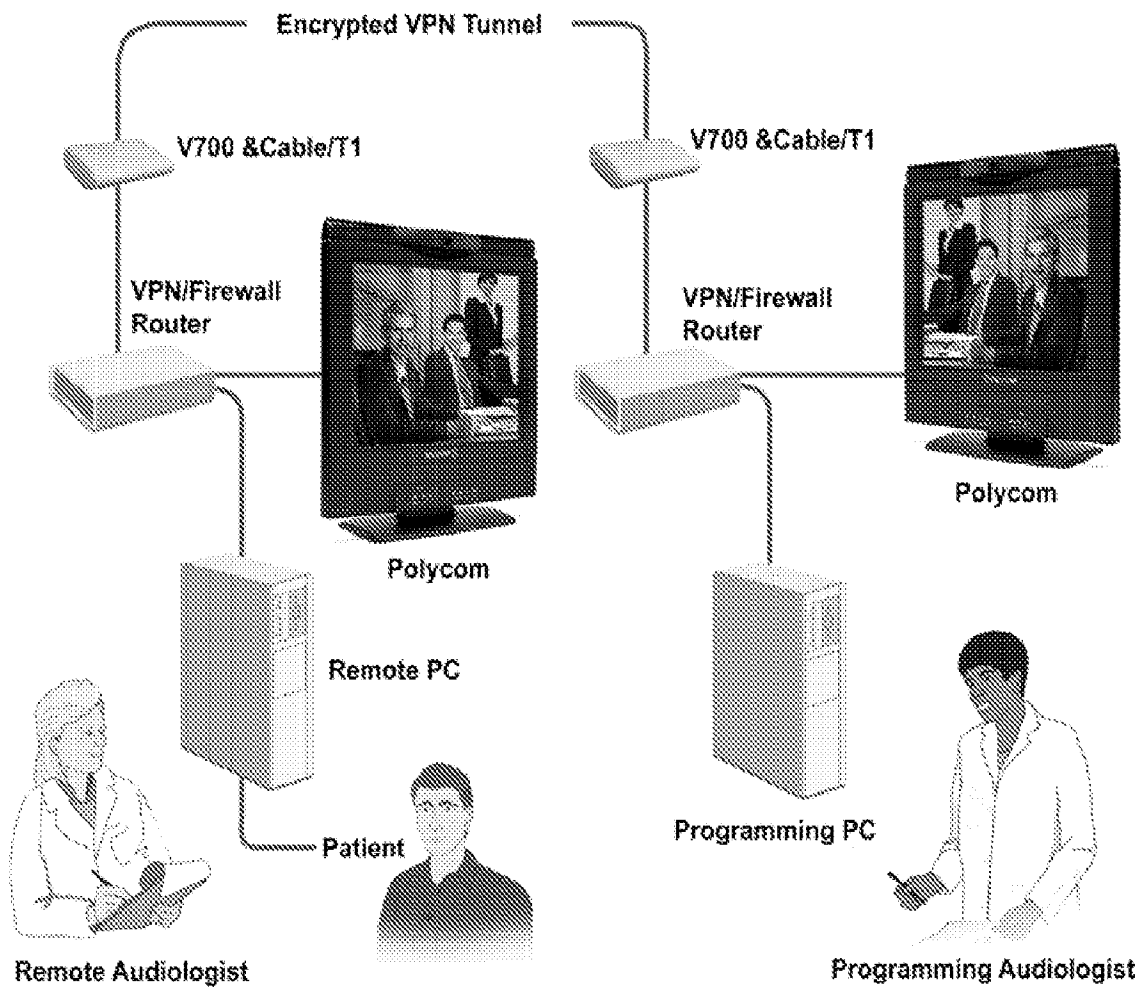 Encrypted VPN Tunnel
V700 &Cable/T1
V700 &Cable/T1
VPN/Firewall
Router
VPN/Firewall
Router
Polycom
Polycom
Remote PC
Patient
Programming PC
Remote Audiologist
Programming Audiologist